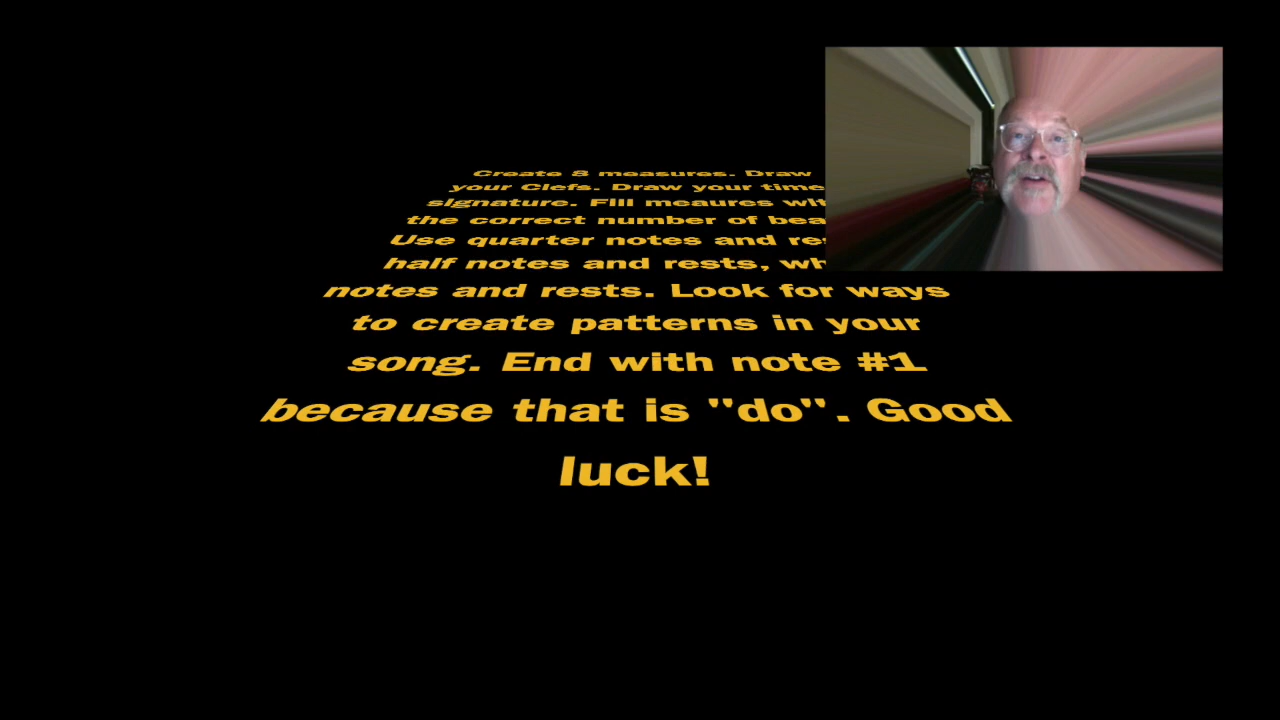 Create 8 measures. Draw
your Clefs. Draw your time
signature. Fill meaures wit
the correct number of bea
Use quarter notes and re
half notes and rests, wh
notes and rests. Look for ways
to create patterns in your
song. End with note #1
because that is "do". Good
luck!